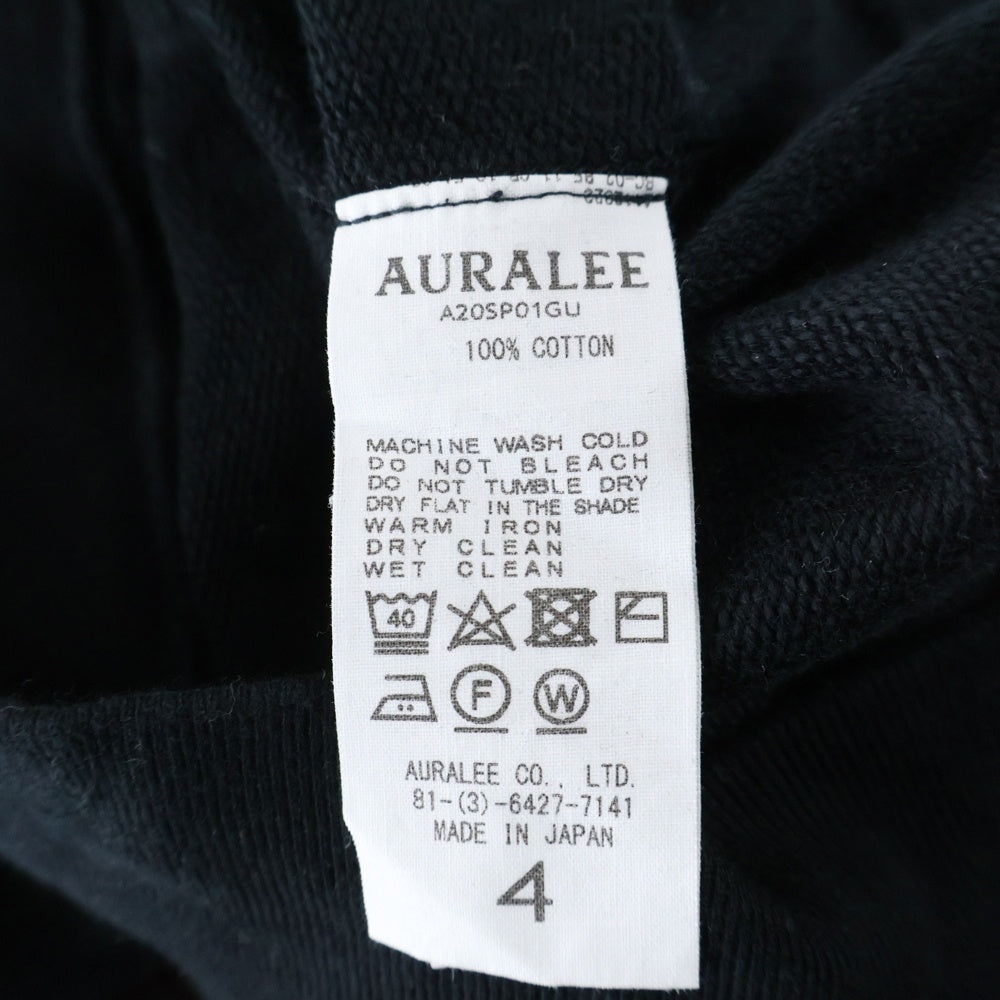 AURALEE
A20SP01GU
100% COTTON
MACHINE WASH COLD
DO NOT BLEACH
DO NOT TUMBLE DRY
DRY FLAT IN THE SHADE
WARM IRON
DRY CLEAN
WET CLEAN
40
F
W
AURALEE CO., LTD.
81-(3)-6427-7141
MADE IN JAPAN
4